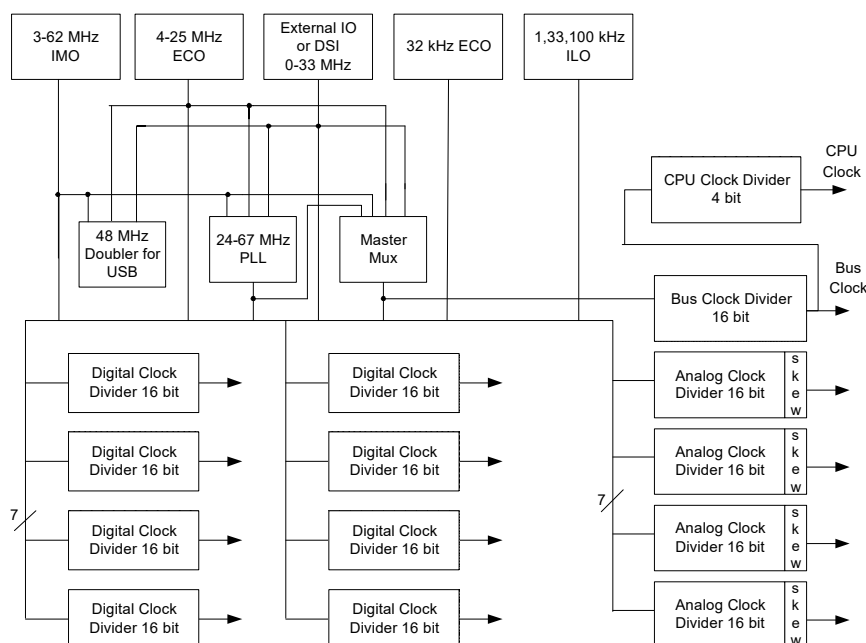 3-62 MHz
IMO
4-25 MHz
ECO
External IO
or DSI
0-33 MHz
32 kHz ECO
1,33,100 kHz
ILO
CPU
Clock
CPU Clock Divider
4 bit
48 MHz
Doubler for
USB
24-67 MHz
PLL
Master
Mux
Bus
Clock
Bus Clock Divider
16 bit
Digital Clock
Divider 16 bit
Digital Clock
Divider 16 bit
Analog Clock
Divider 16 bit
s
k
e
w
Digital Clock
Divider 16 bit
Digital Clock
Divider 16 bit
Analog Clock
Divider 16 bit
s
k
e
w
7
7
Digital Clock
Divider 16 bit
Digital Clock
Divider 16 bit
Analog Clock
Divider 16 bit
s
k
e
w
Digital Clock
Divider 16 bit
Digital Clock
Divider 16 bit
Analog Clock
Divider 16 bit
s
k
e
w